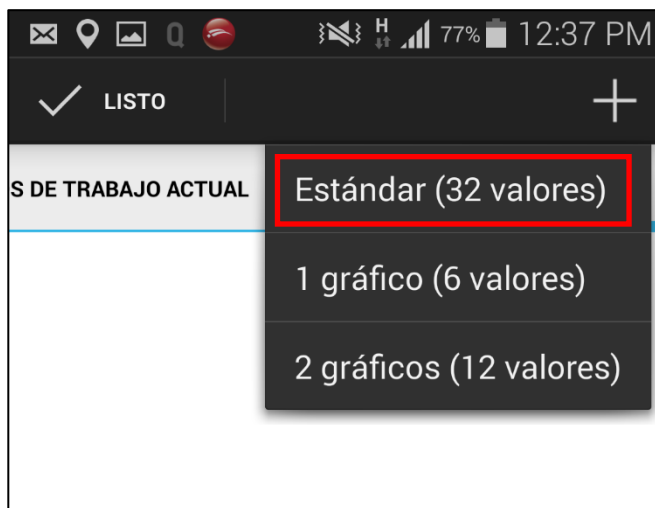 Q H 77% 12:37 PM
LISTO
S DE TRABAJO ACTUAL
Estándar (32 valores)
1 gráfico (6 valores)
2 gráficos (12 valores)